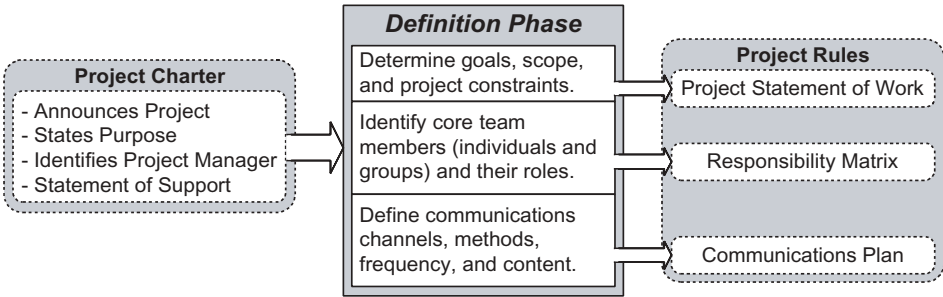 Project Charter
- Announces Project
- States Purpose
- Identifies Project Manager
- Statement of Support
Definition Phase
Determine goals, scope,
and project constraints.
Identify core team
members (individuals and
groups) and their roles.
Define communications
channels, methods,
frequency, and content.
Project Rules
Project Statement of Work
Responsibility Matrix
Communications Plan